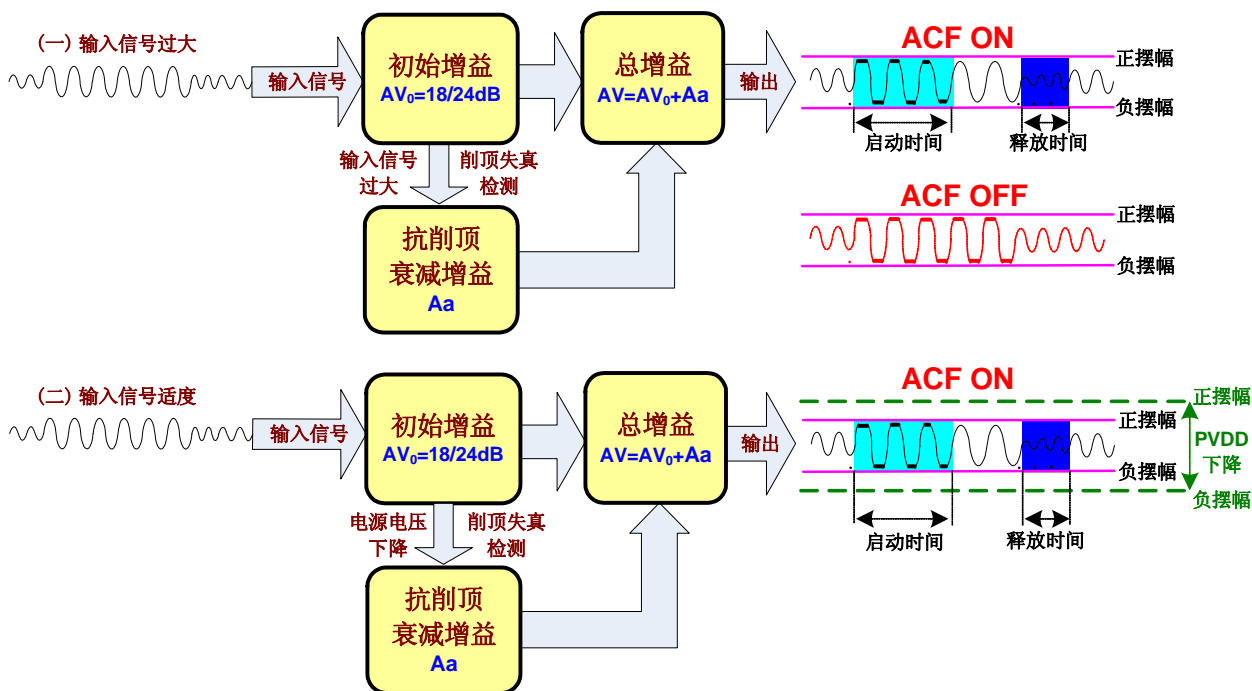 (一) 输入信号过大
输入信号
初始增益
AV₀=18/24dB
总增益
AV=AV₀+Aa
输出
ACF ON
正摆幅
负摆幅
启动时间
释放时间
输入信号
过大
削顶失真
检测
抗削顶
衰减增益
Aa
ACF OFF
正摆幅
负摆幅
(二) 输入信号适度
输入信号
初始增益
AV₀=18/24dB
总增益
AV=AV₀+Aa
输出
ACF ON
正摆幅
正摆幅
PVDD
下降
负摆幅
负摆幅
启动时间
释放时间
电源电压
下降
削顶失真
检测
抗削顶
衰减增益
Aa